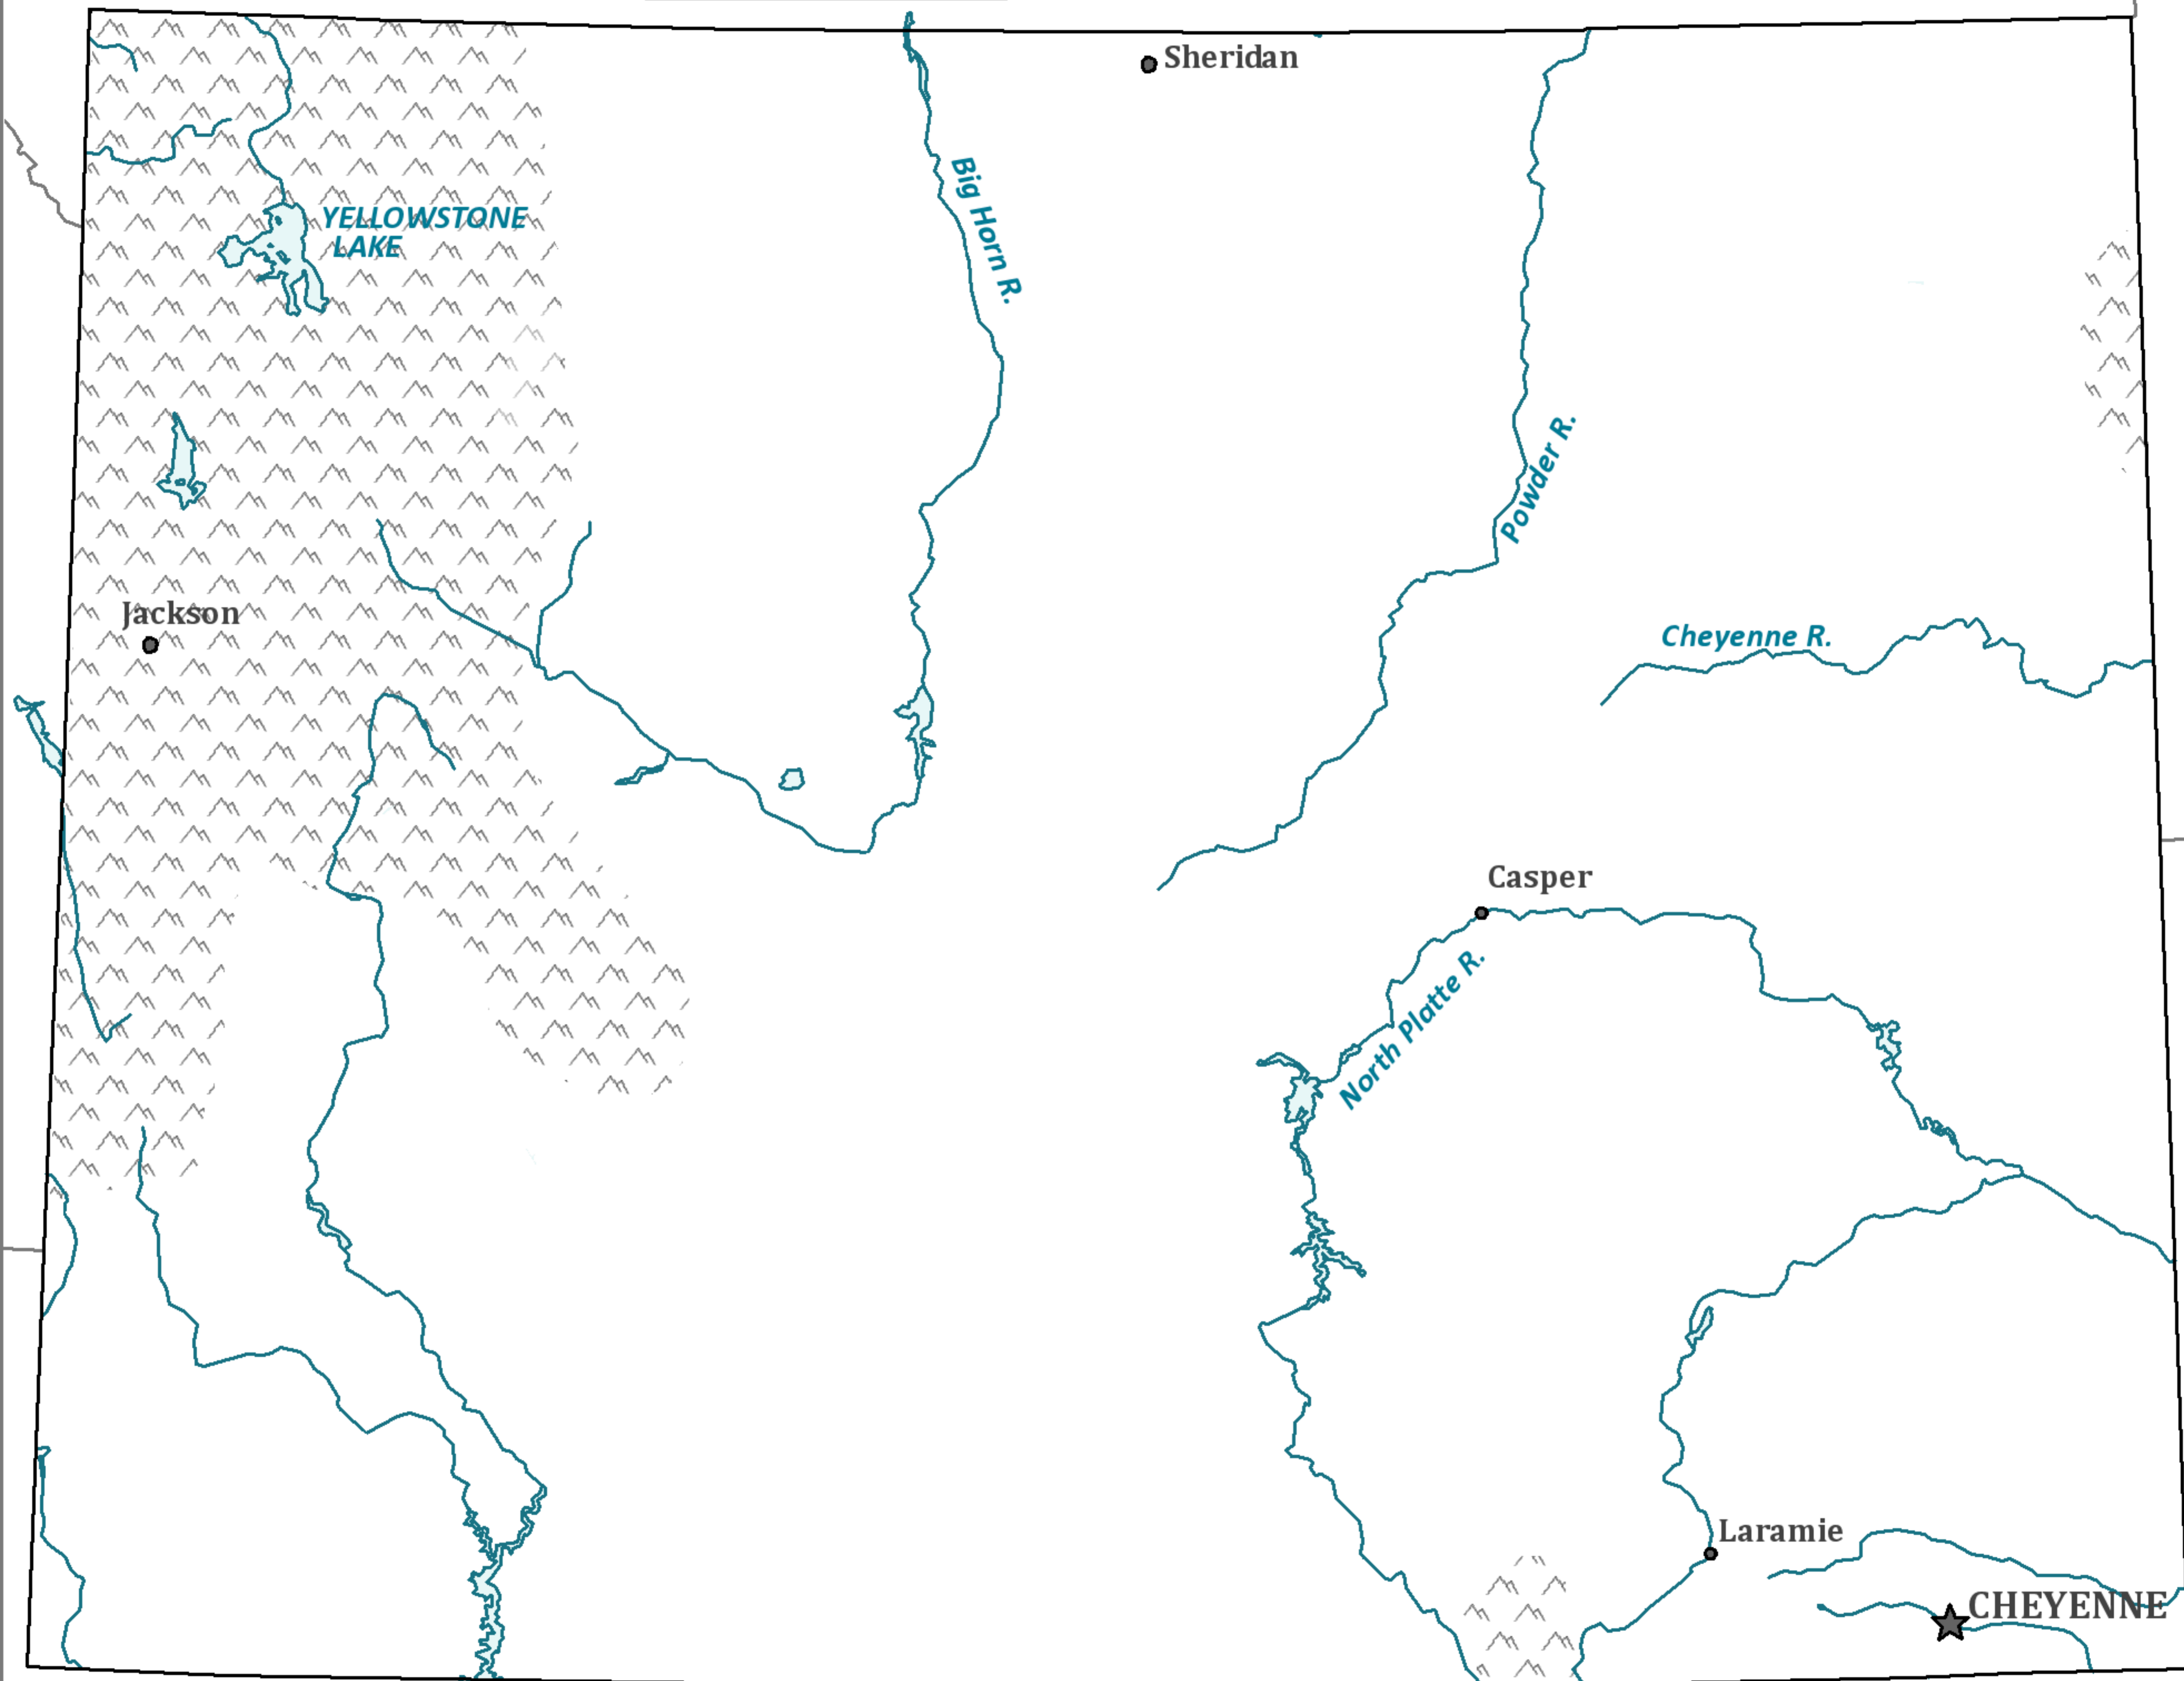 Sheridan
Big Horn R.
YELLOWSTONE
LAKE
Powder R.
Jackson
Cheyenne R.
Casper
North Platte R.
Laramie
CHEYENNE